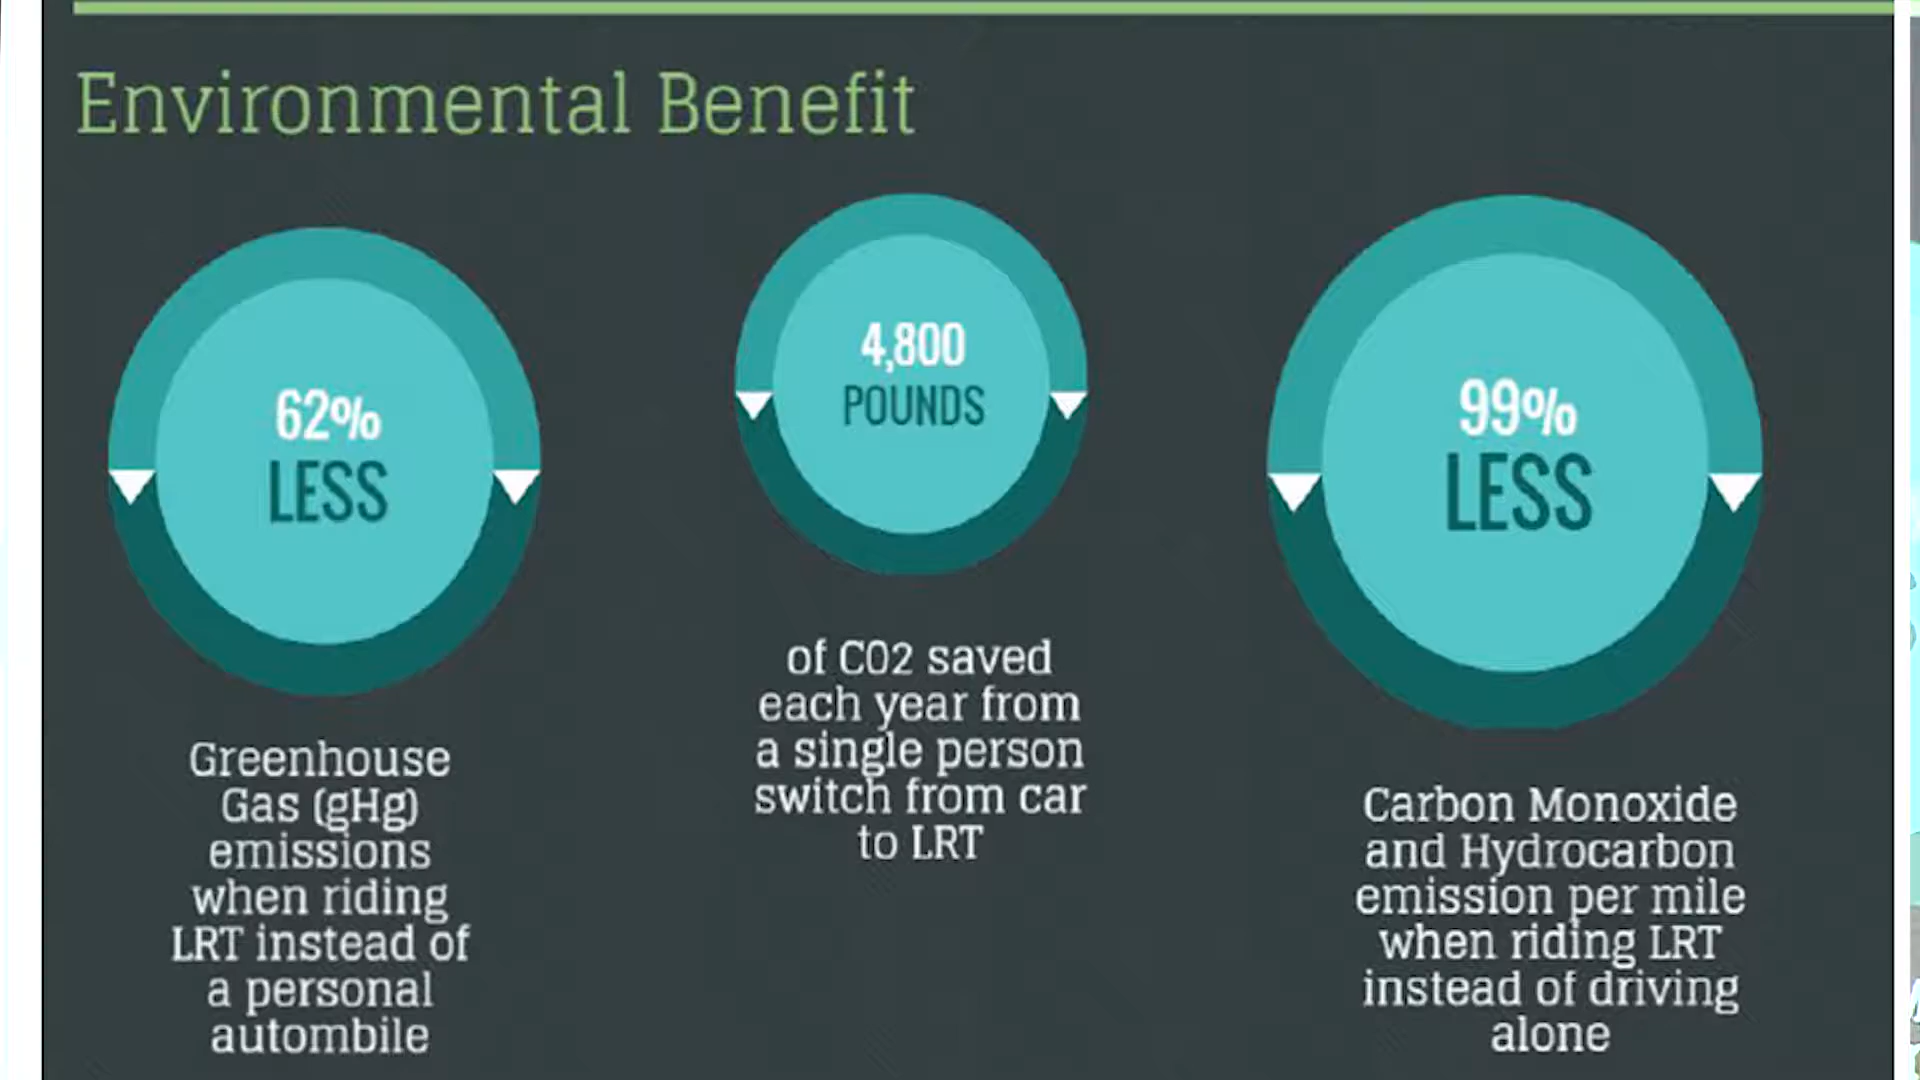 Environmental Benefit
62%
LESS
Greenhouse
Gas (gHg)
emissions
when riding
LRT instead of
a personal
autombile
4,800
POUNDS
of C02 saved
each year from
a single person
switch from car
to LRT
99%
LESS
Carbon Monoxide
and Hydrocarbon
emission per mile
when riding LRT
instead of driving
alone